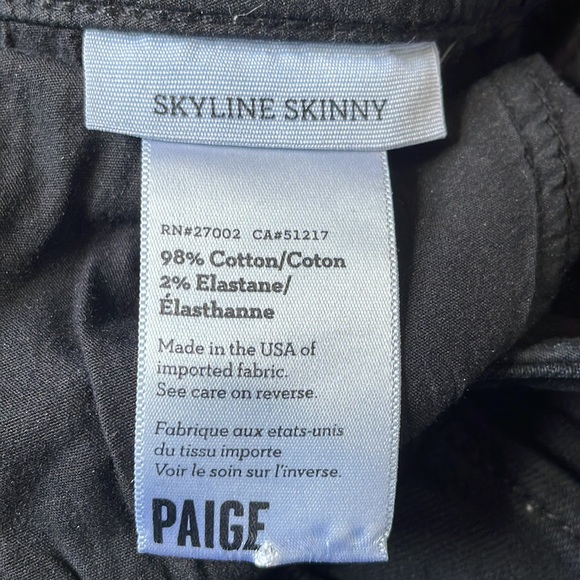 SKYLINE SKINNY
RN#27002 CA#51217
98% Cotton/Coton
2% Elastane/
Élasthanne
Made in the USA of
imported fabric.
See care on reverse.
Fabrique aux etats-unis
du tissu importe
Voir le soin sur l'inverse.
PAIGE